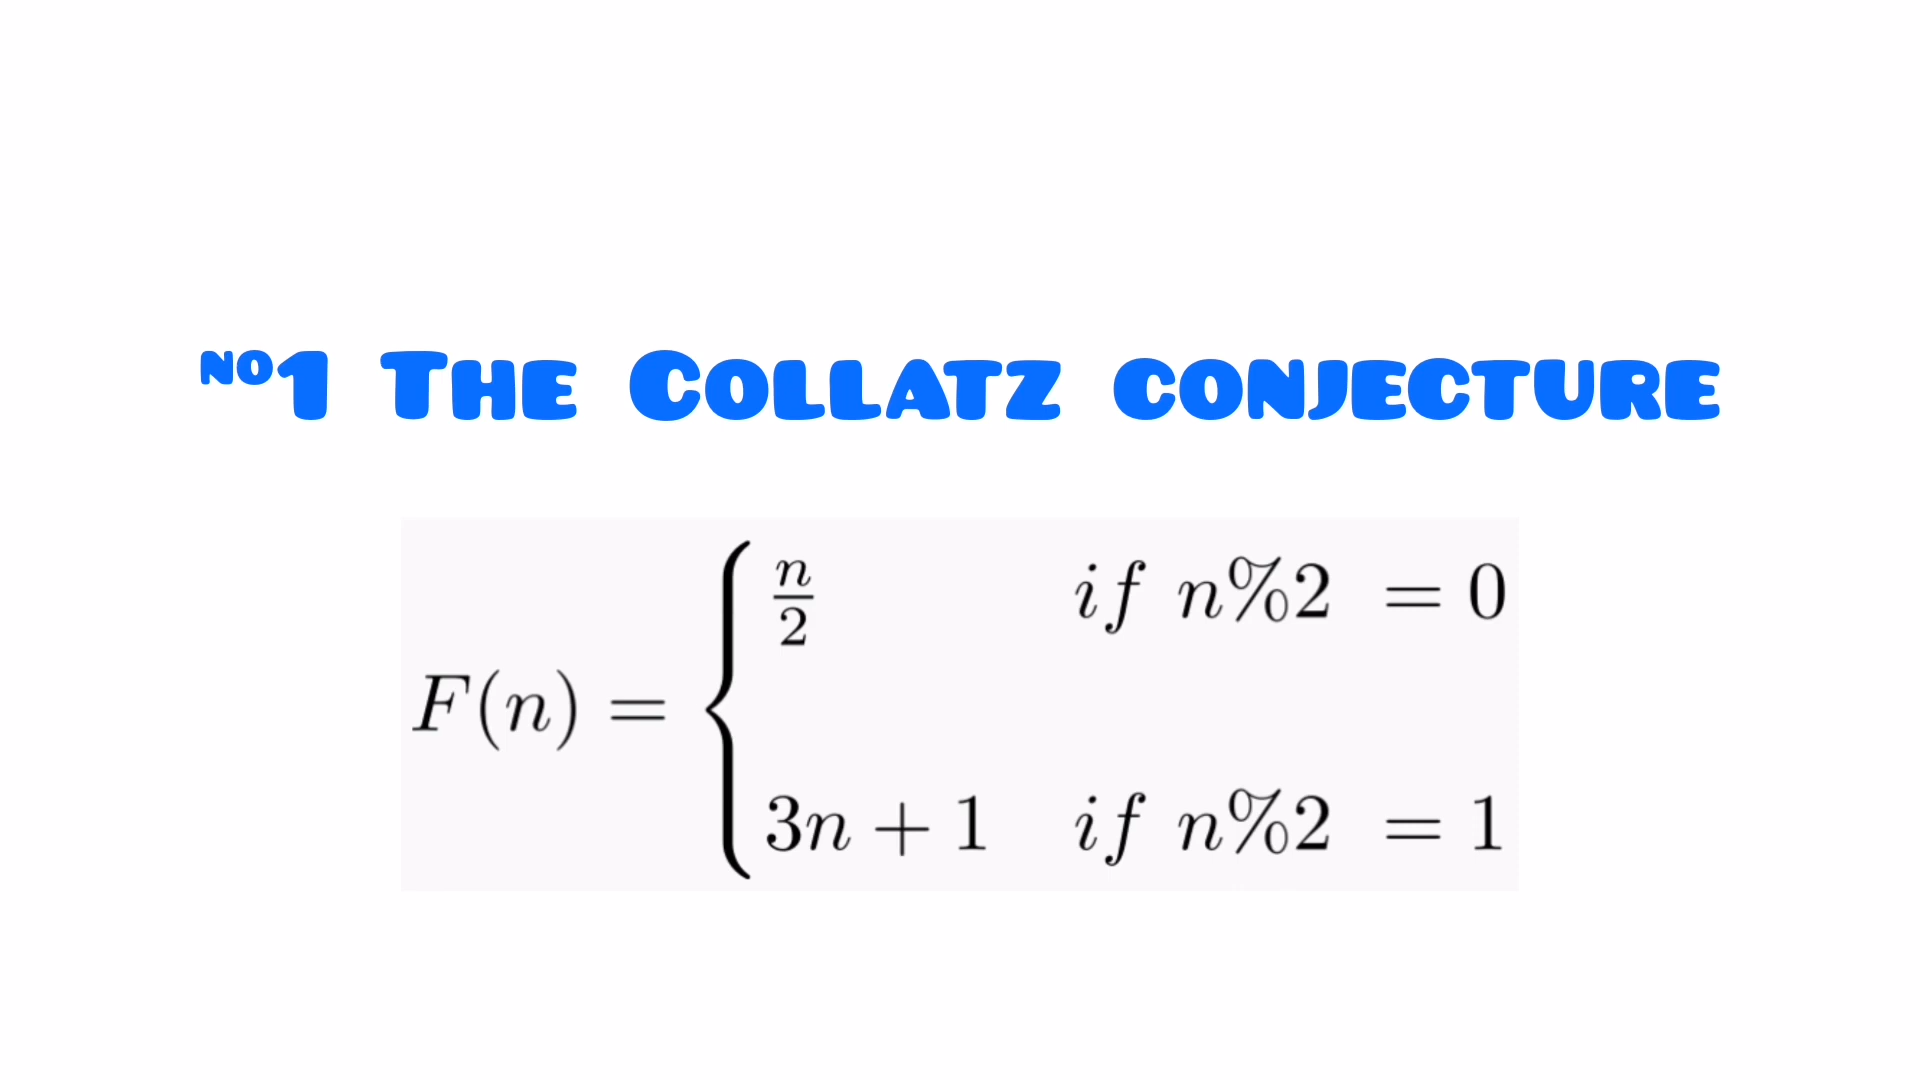 Nº1 The Collatz conjecture
F(n) = { n/2 if n%2 = 0
3n + 1 if n%2 = 1